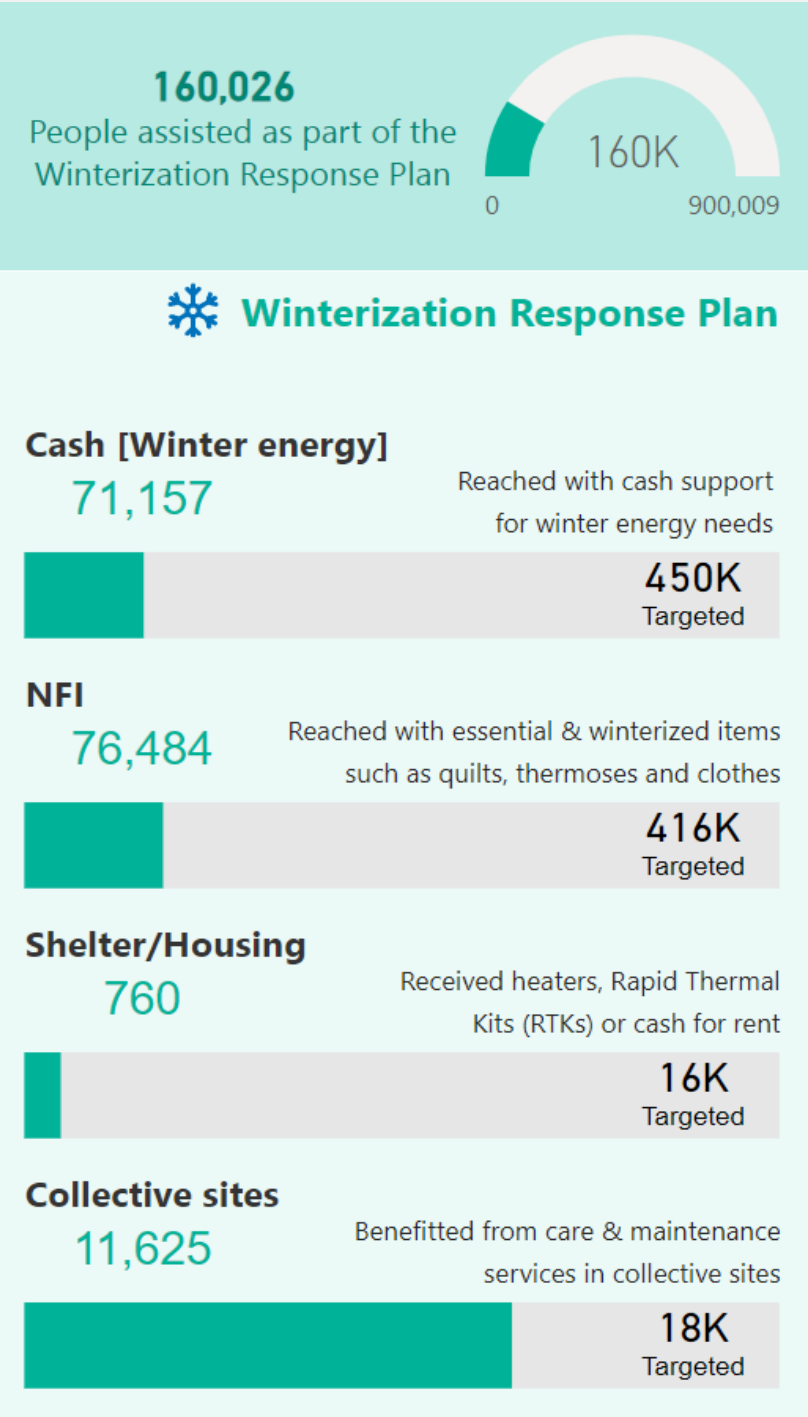 160,026
People assisted as part of the
Winterization Response Plan
160K
0
900,009
Winterization Response Plan
Cash [Winter energy]
71,157
Reached with cash support
for winter energy needs
450K
Targeted
NFI
76,484
Reached with essential & winterized items
such as quilts, thermoses and clothes
416K
Targeted
Shelter/Housing
760
Received heaters, Rapid Thermal
Kits (RTKs) or cash for rent
16K
Targeted
Collective sites
11,625
Benefitted from care & maintenance
services in collective sites
18K
Targeted